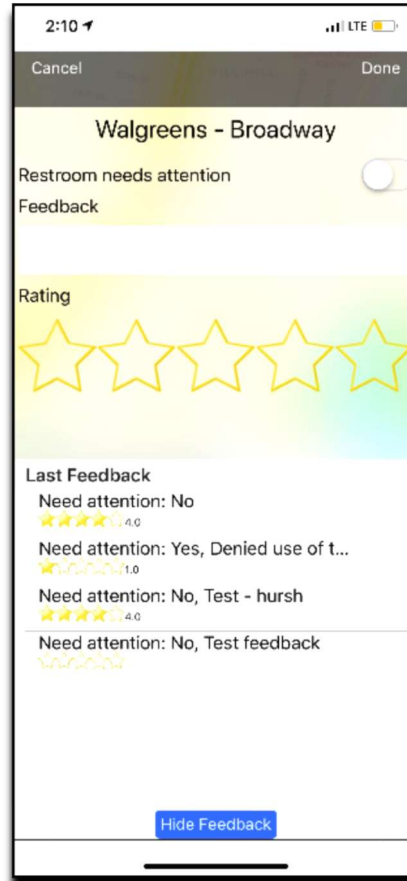 2:10
LTE
Cancel
Done
Walgreens - Broadway
Restroom needs attention
Feedback
Rating
Last Feedback
Need attention: No
4.0
Need attention: Yes, Denied use of t...
1.0
Need attention: No, Test - hursh
4.0
Need attention: No, Test feedback
Hide Feedback